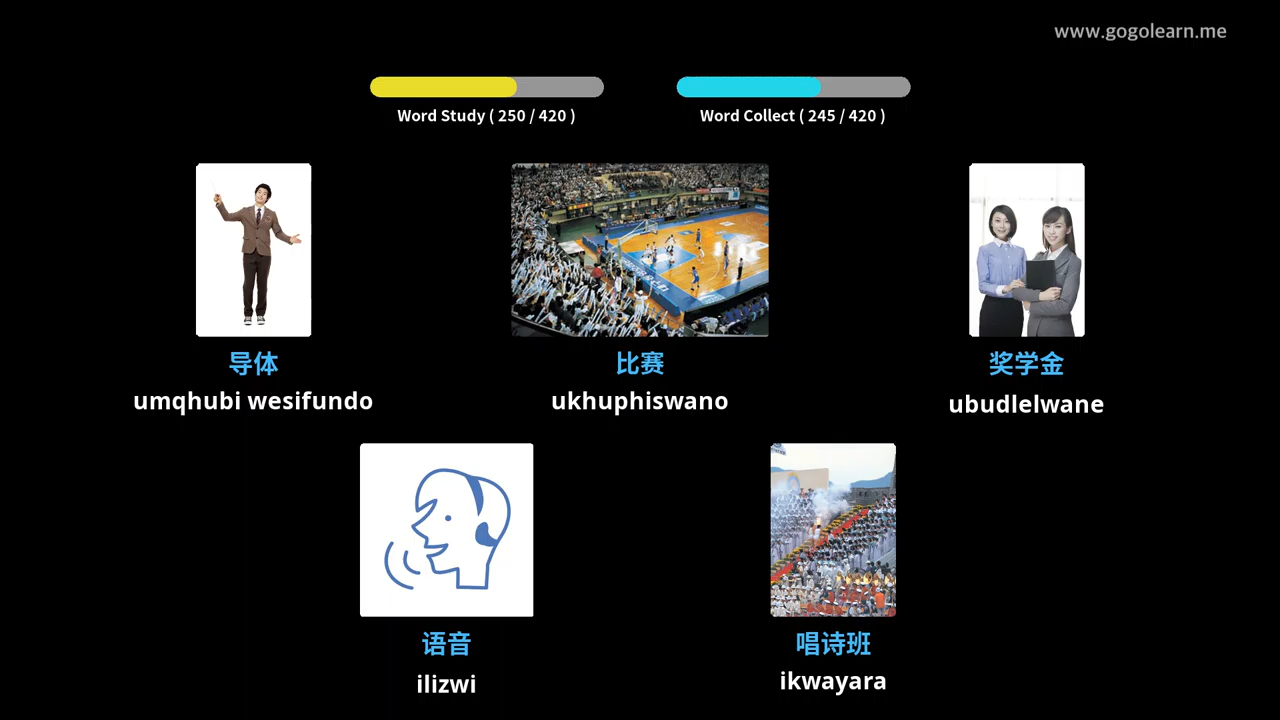 www.gogolearn.me
Word Study ( 250 / 420 )
Word Collect ( 245 / 420 )
导体
比赛
奖学金
umqhubi wesifundo
ukhuphiswano
ubudlelwane
语音
唱诗班
ilizwi
ikwayara